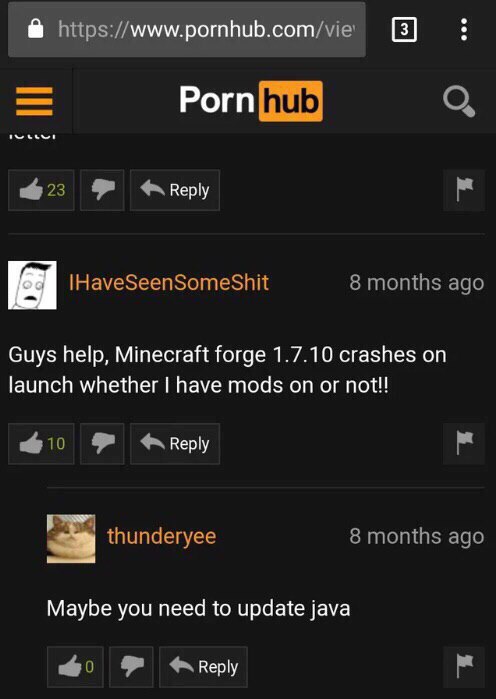 https://www.pornhub.com/vie
3
Porn hub
23
Reply
IHaveSeenSomeShit
8 months ago
Guys help, Minecraft forge 1.7.10 crashes on
launch whether I have mods on or not!!
10
Reply
thunderyee
8 months ago
Maybe you need to update java
0
Reply